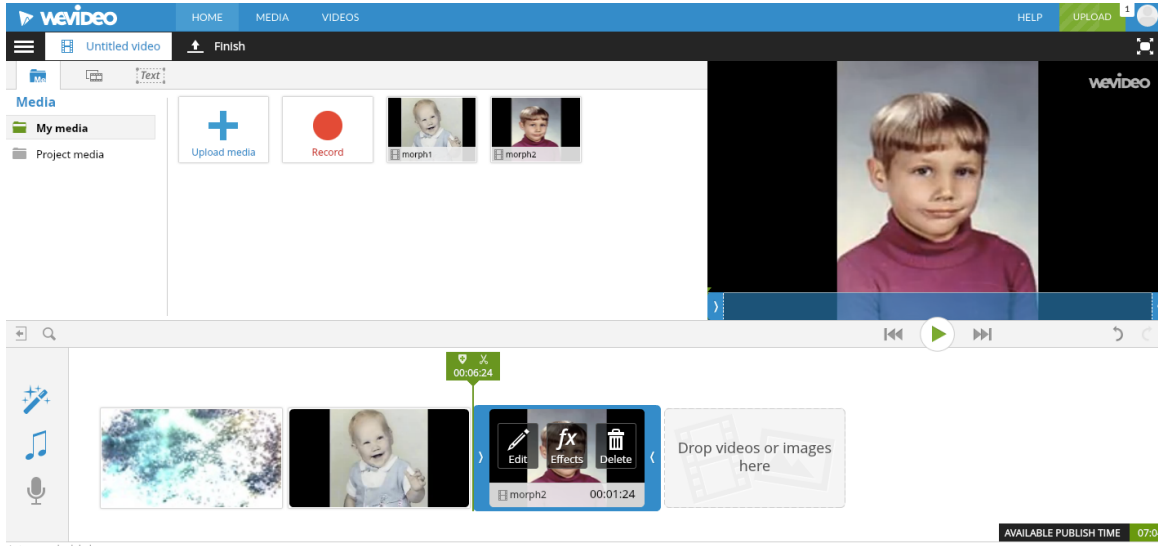 WEVIDEO
HOME MEDIA VIDEOS HELP UPLOAD 1
Untitled video Finish
Me Text
Media
My media
Project media
Upload media Record morph1 morph2
WEVIDEO
00:06:24
Edit Effects Delete
fx
morph2 00:01:24
Drop videos or images
here
AVAILABLE PUBLISH TIME